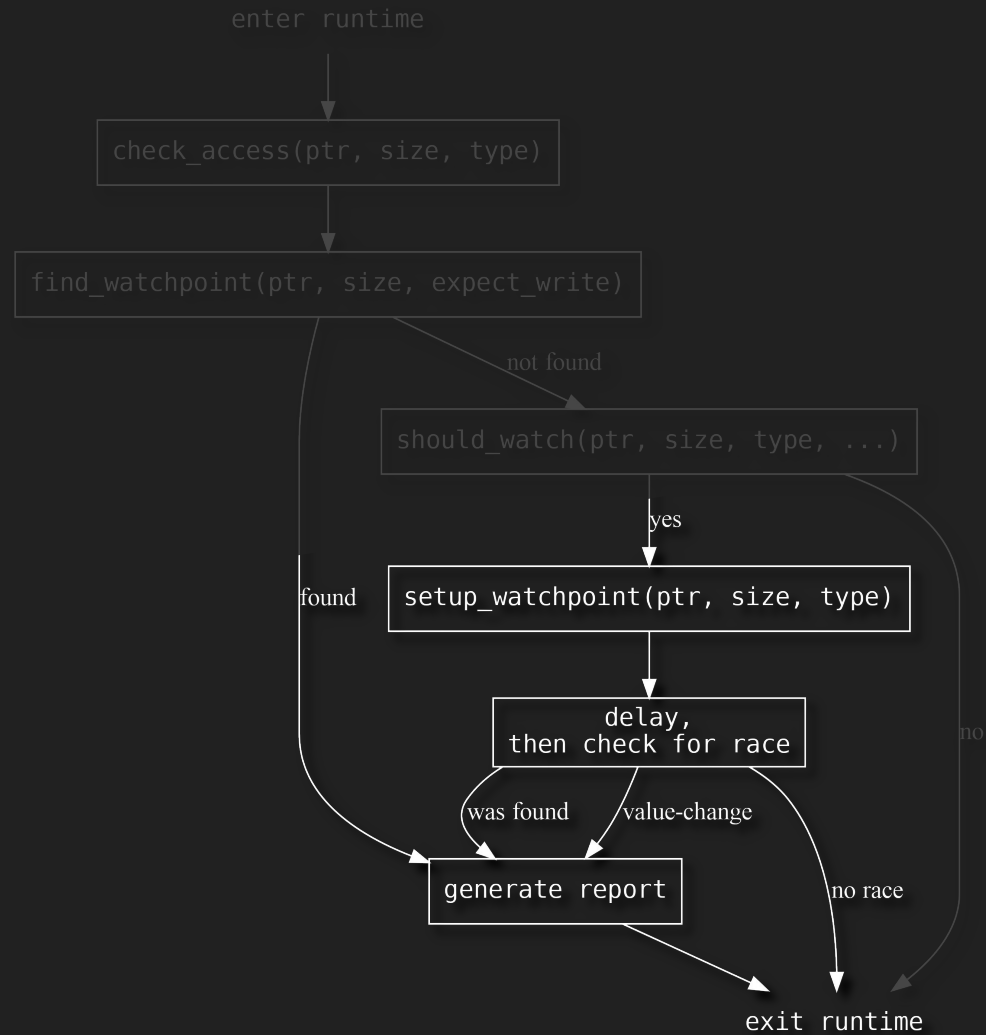 enter runtime
check_access(ptr, size, type)
find_watchpoint(ptr, size, expect_write)
not found
should_watch(ptr, size, type, ...)
yes
found
setup_watchpoint(ptr, size, type)
delay,
then check for race
no
was found
value-change
generate report
no race
exit runtime